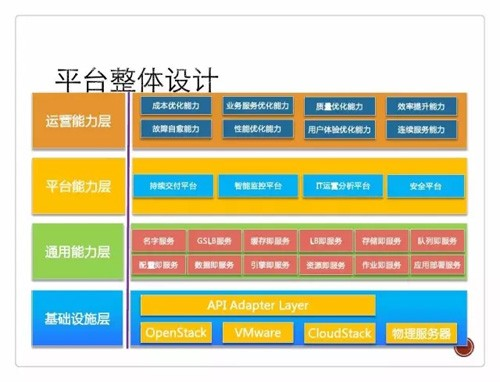 平台整体设计
运营能力层
成本优化能力 业务服务优化能力 质量优化能力 效率提升能力
故障自愈能力 性能优化能力 用户体验优化能力 连续服务能力
平台能力层
持续交付平台 智能监控平台 IT运营分析平台 安全平台
通用能力层
名字服务 GSLB服务 缓存即服务 LB即服务 存储即服务 队列即服务
配置即服务 数据即服务 引擎即服务 资源即服务 作业即服务 应用部署服务
基础设施层
API Adapter Layer
OpenStack VMware CloudStack 物理服务器